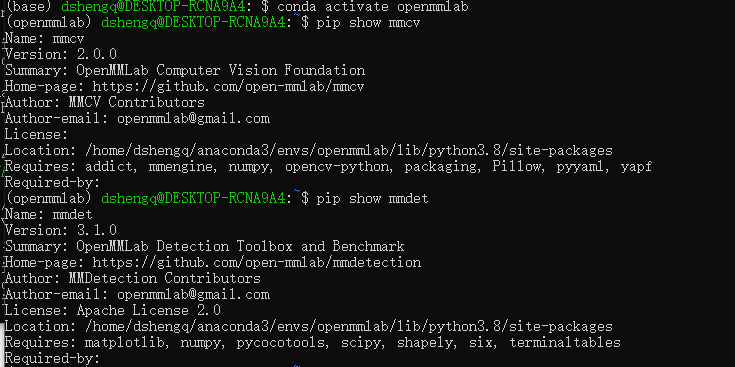 (base) dshengq@DESKTOP-RCNA9A4:~$ conda activate openmmlab
(openmmlab) dshengq@DESKTOP-RCNA9A4:~$ pip show mmcv
Name: mmcv
Version: 2.0.0
Summary: OpenMMLab Computer Vision Foundation
Home-page: https://github.com/open-mmlab/mmcv
Author: MMCV Contributors
Author-email: openmmlab@gmail.com
License:
Location: /home/dshengq/anaconda3/envs/openmmlab/lib/python3.8/site-packages
Requires: addict, mmengine, numpy, opencv-python, packaging, Pillow, pyyaml, yapf
Required-by:
(openmmlab) dshengq@DESKTOP-RCNA9A4:~$ pip show mmdet
Name: mmdet
Version: 3.1.0
Summary: OpenMMLab Detection Toolbox and Benchmark
Home-page: https://github.com/open-mmlab/mmdetection
Author: MMDetection Contributors
Author-email: openmmlab@gmail.com
License: Apache License 2.0
Location: /home/dshengq/anaconda3/envs/openmmlab/lib/python3.8/site-packages
Requires: matplotlib, numpy, pycocotools, scipy, shapely, six, terminaltables
Required-by: